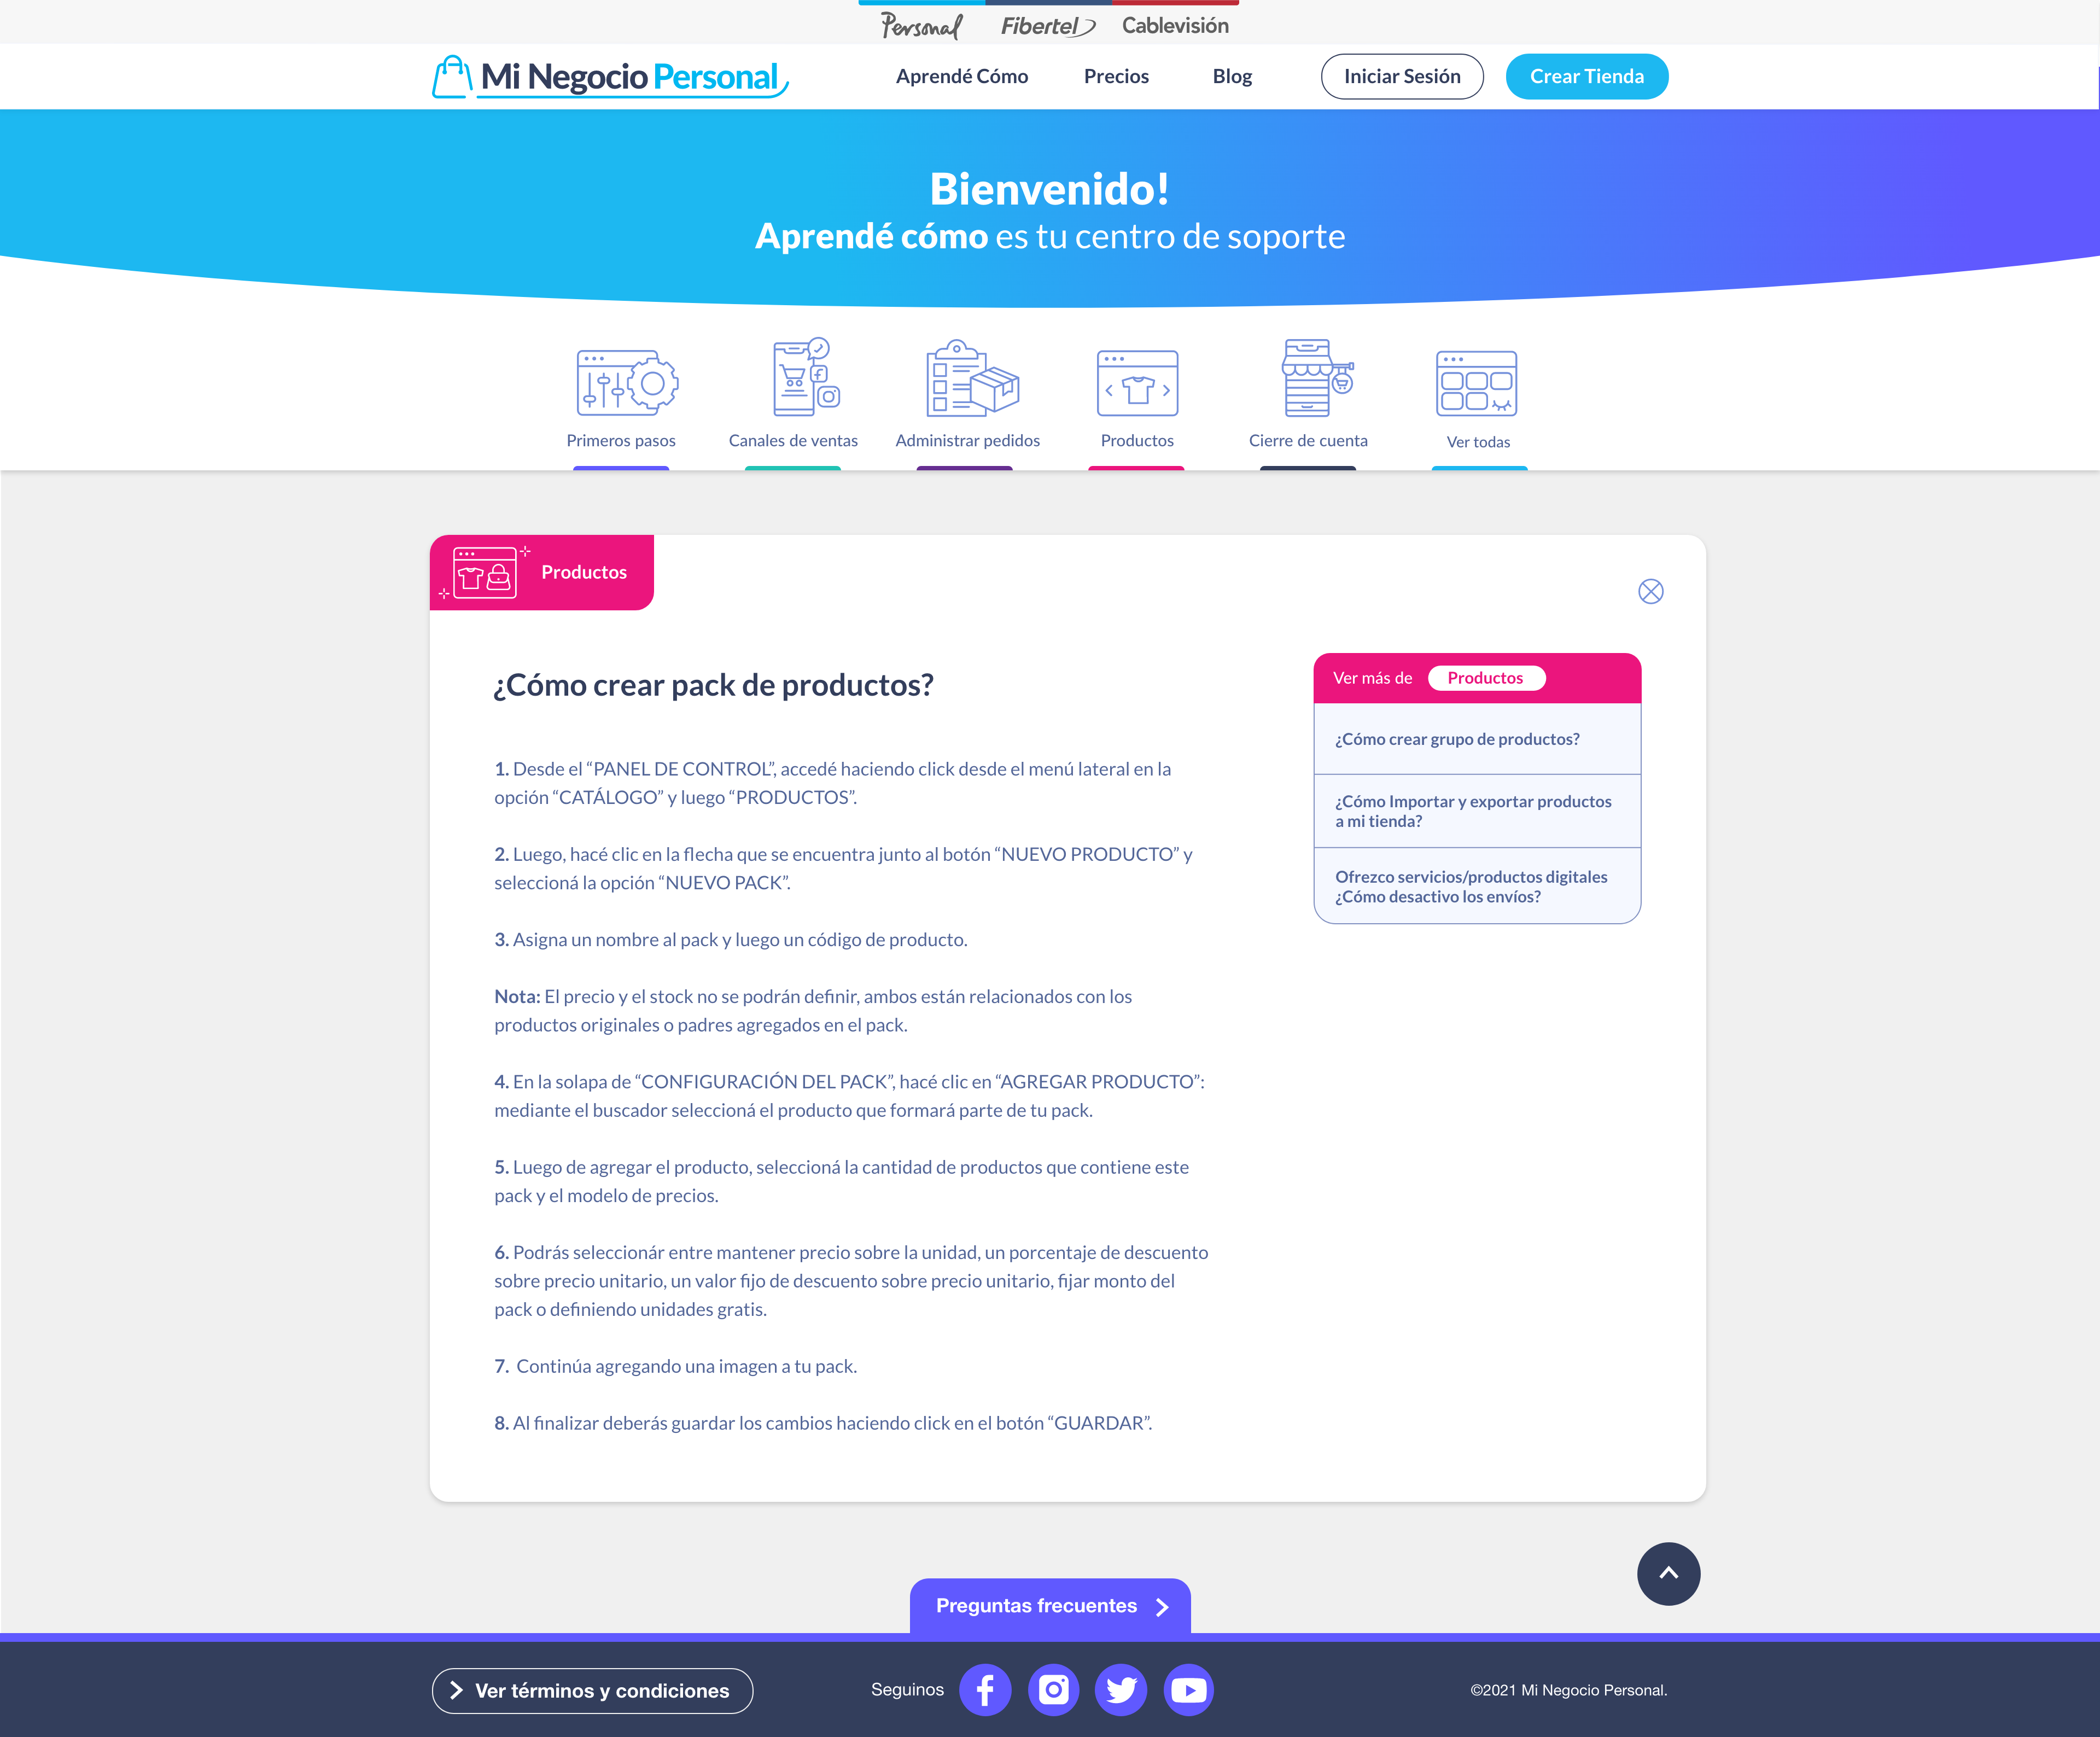 Personal Fibertel Cablevisión
Mi Negocio Personal
Aprendé Cómo Precios Blog Iniciar Sesión Crear Tienda
Bienvenido!
Aprendé cómo es tu centro de soporte
Primeros pasos Canales de ventas Administrar pedidos Productos Cierre de cuenta Ver todas
Productos
¿Cómo crear pack de productos?
1. Desde el “PANEL DE CONTROL”, accedé haciendo click desde el menú lateral en la
opción “CATÁLOGO” y luego “PRODUCTOS”.
2. Luego, hacé clic en la flecha que se encuentra junto al botón “NUEVO PRODUCTO” y
seleccioná la opción “NUEVO PACK”.
3. Asigna un nombre al pack y luego un código de producto.
Nota: El precio y el stock no se podrán definir, ambos están relacionados con los
productos originales o padres agregados en el pack.
4. En la solapa de “CONFIGURACIÓN DEL PACK”, hacé clic en “AGREGAR PRODUCTO”:
mediante el buscador seleccioná el producto que formará parte de tu pack.
5. Luego de agregar el producto, seleccioná la cantidad de productos que contiene este
pack y el modelo de precios.
6. Podrás seleccionár entre mantener precio sobre la unidad, un porcentaje de descuento
sobre precio unitario, un valor fijo de descuento sobre precio unitario, fijar monto del
pack o definiendo unidades gratis.
7. Continúa agregando una imagen a tu pack.
8. Al finalizar deberás guardar los cambios haciendo click en el botón “GUARDAR”.
Ver más de Productos
¿Cómo crear grupo de productos?
¿Cómo Importar y exportar productos
a mi tienda?
Ofrezco servicios/productos digitales
¿Cómo desactivo los envíos?
Preguntas frecuentes
Ver términos y condiciones
Seguinos
©2021 Mi Negocio Personal.